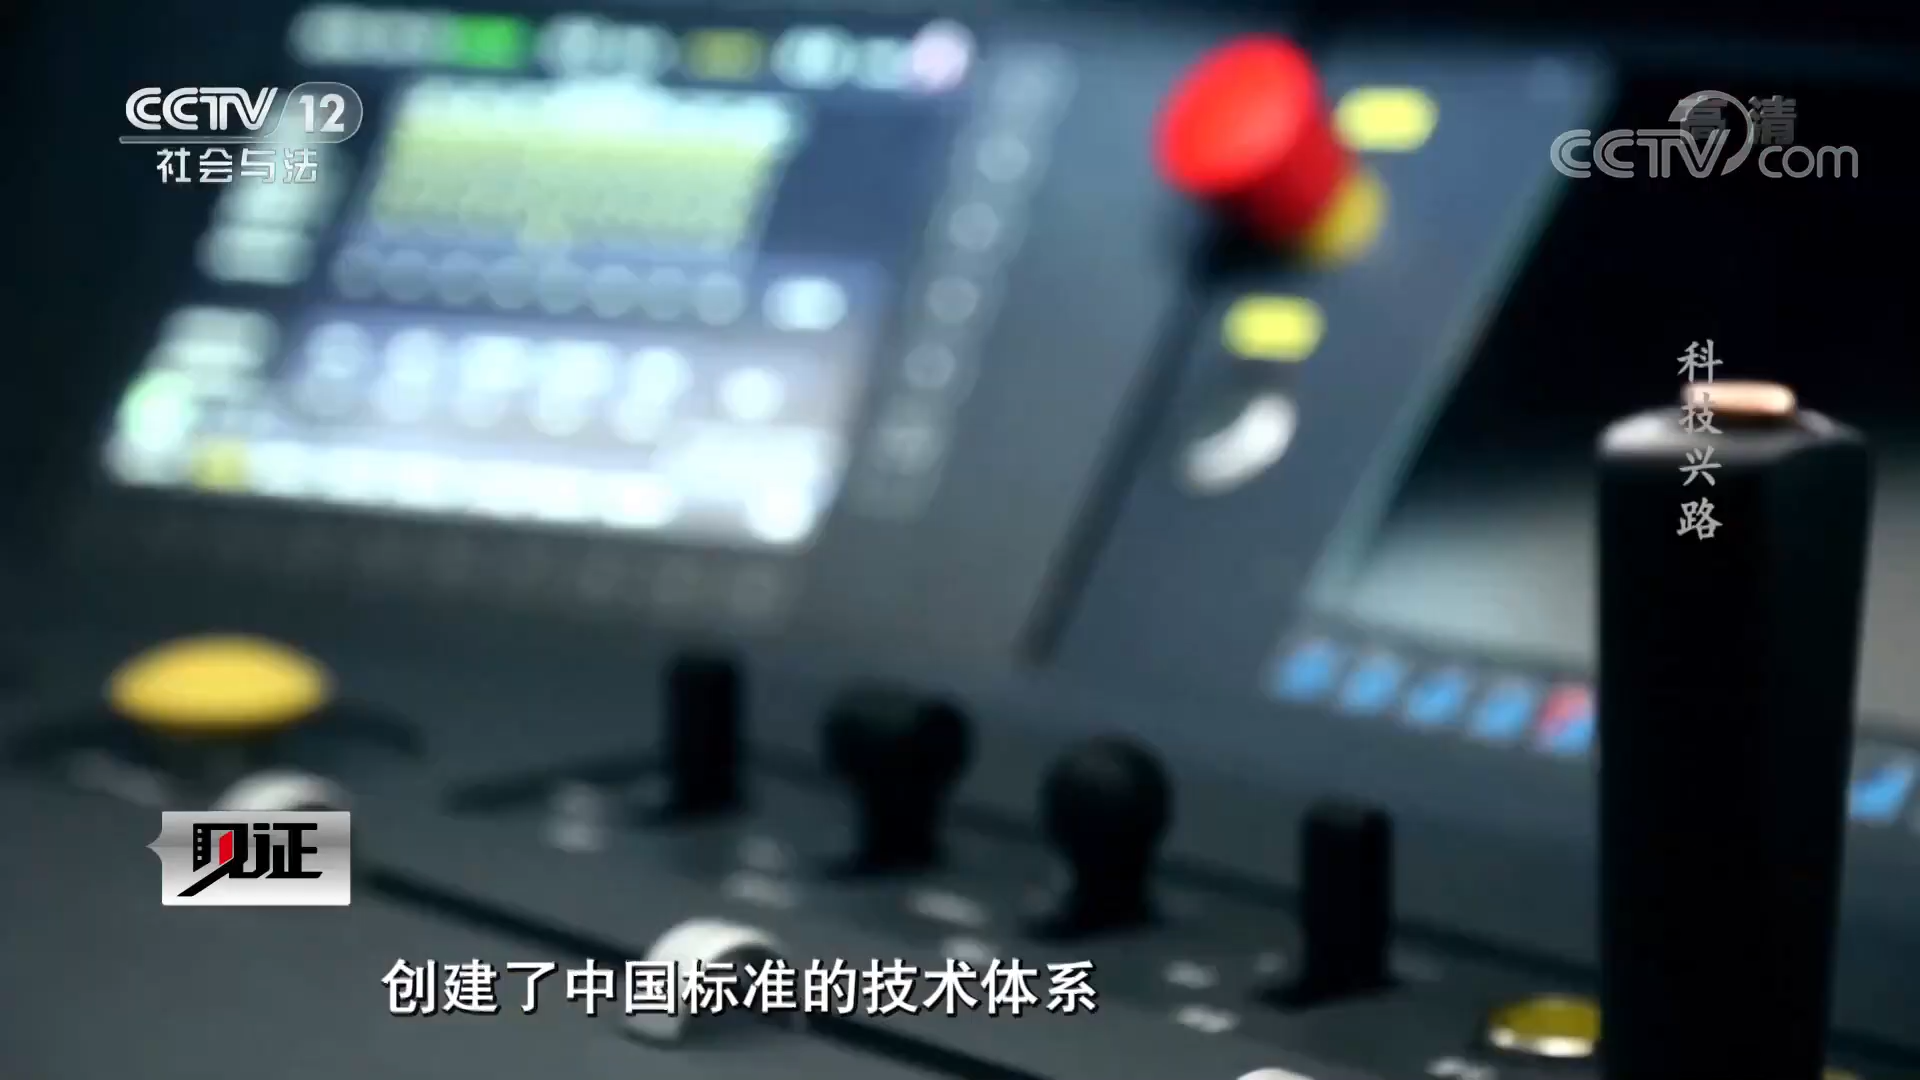 CCTV 12
社会与法
高清
CCTV.com
科技兴路
见证
创建了中国标准的技术体系